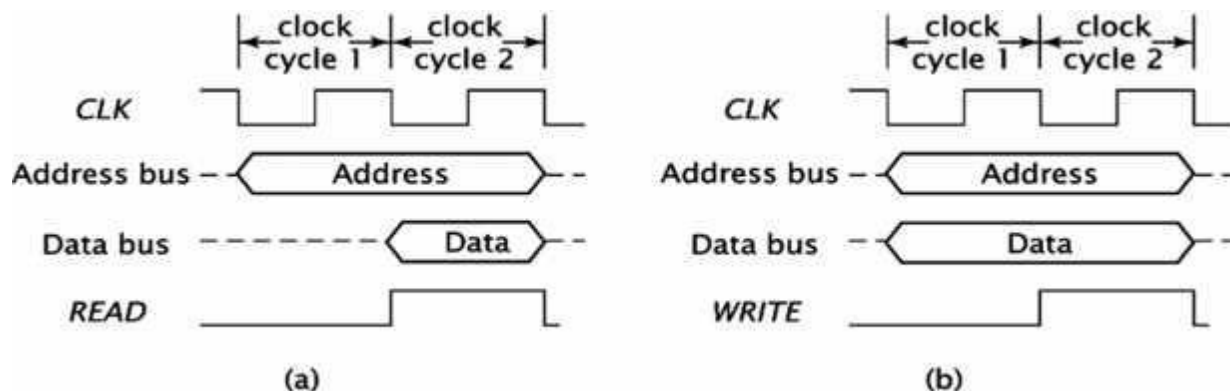 clock clock
cycle 1 cycle 2
CLK
Address bus Address
Data bus Data
READ
(a)
clock clock
cycle 1 cycle 2
CLK
Address bus Address
Data bus Data
WRITE
(b)